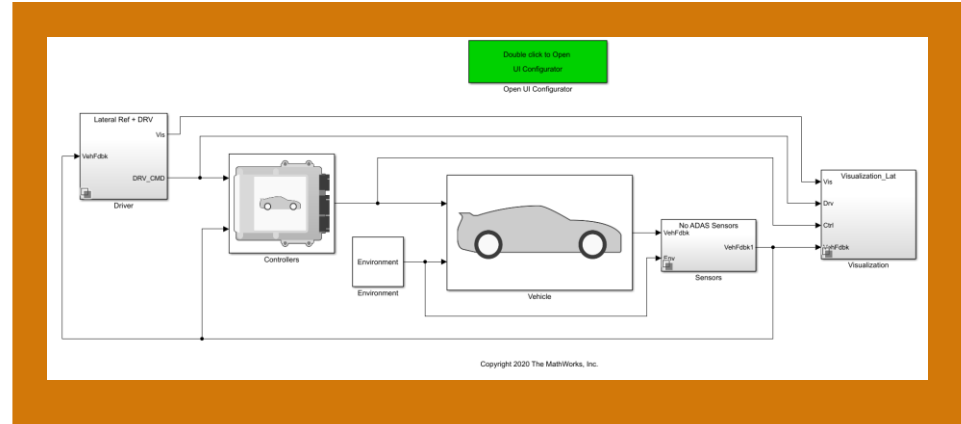 Double click to Open
UI Configurator
Open UI Configurator
Lateral Ref + DRV
Vis
VehFdbk
DRV_CMD
Driver
Controllers
Environment
Environment
Vehicle
No ADAS Sensors
VehFdbk
VehFdbk1
Env
Sensors
Visualization_Lat
Vis
Drv
Ctrl
VehFdbk
Visualization
Copyright 2020 The MathWorks, Inc.